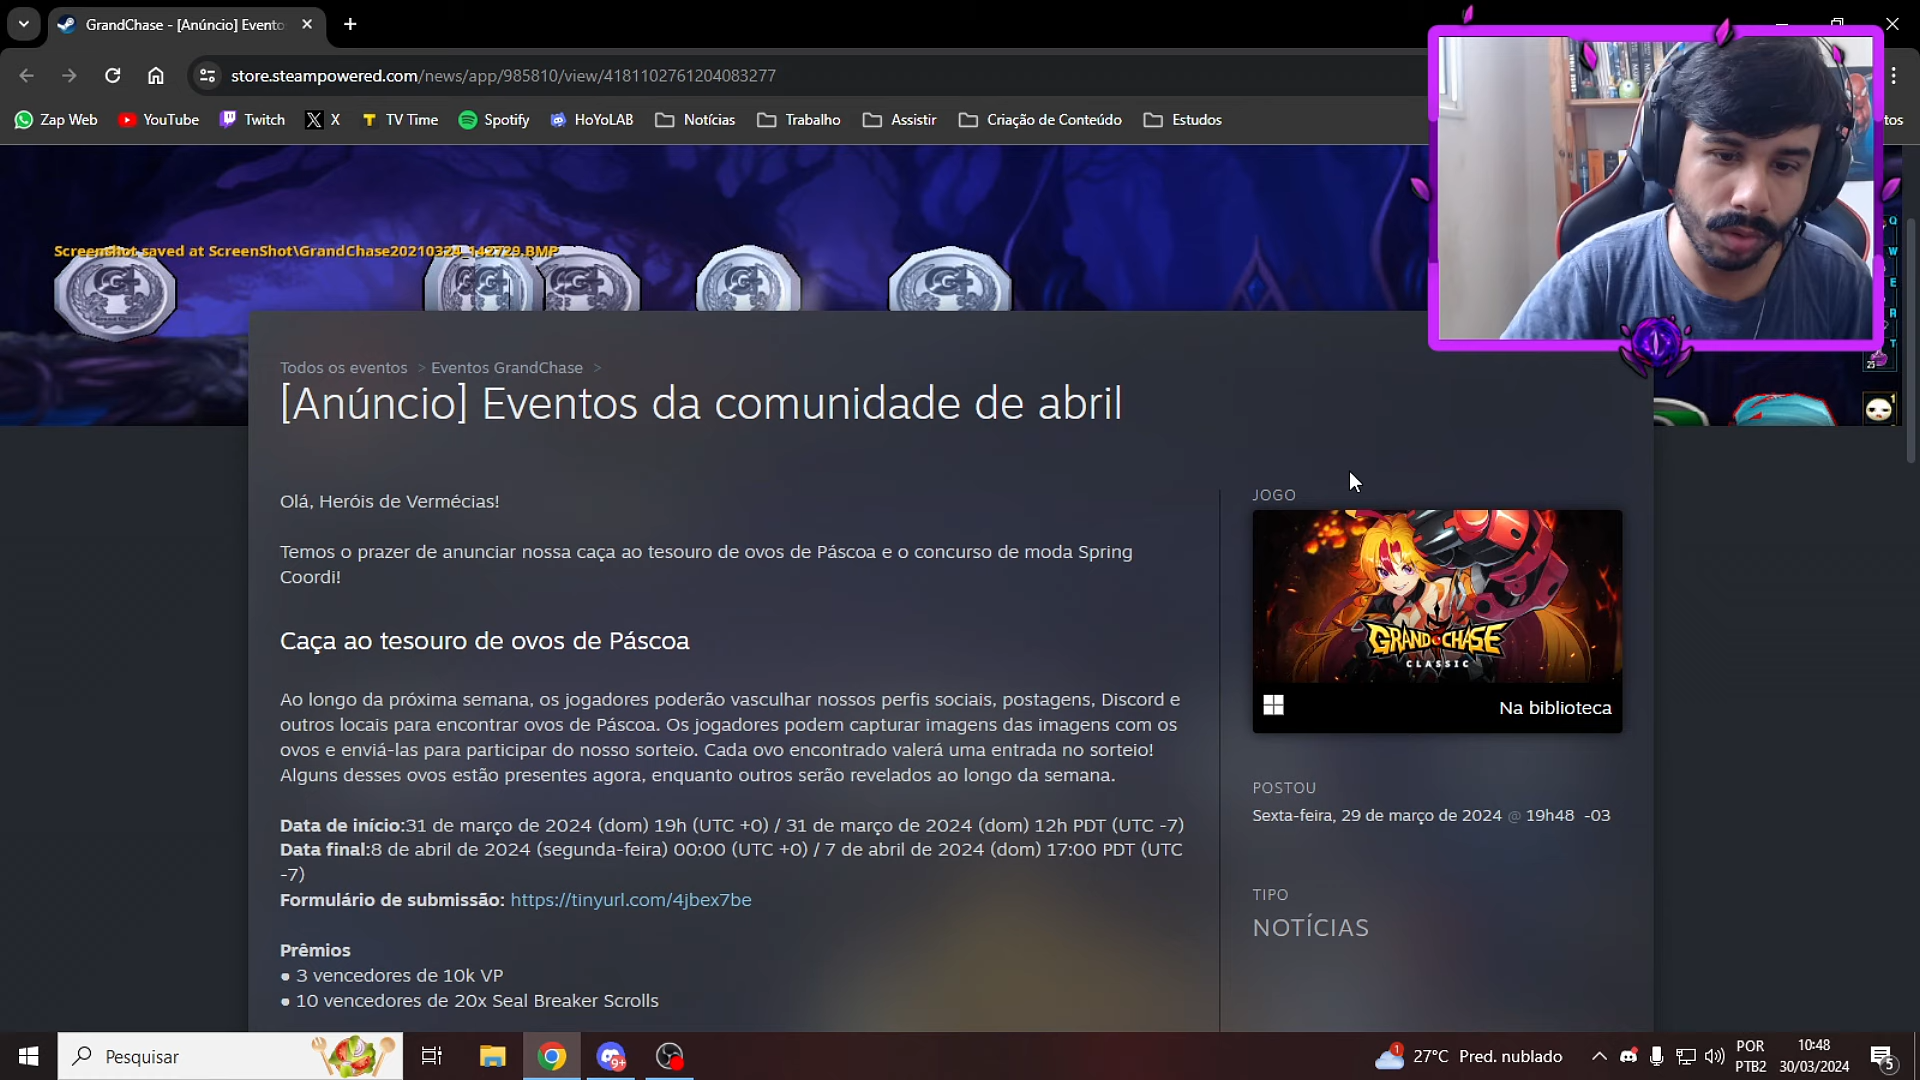 GrandChase - [Anúncio] Evento
store.steampowered.com/news/app/985810/view/4181102761204083277
Zap Web YouTube Twitch X TV Time Spotify HoYoLAB Notícias Trabalho Assistir Criação de Conteúdo Estudos
Screenshot saved at ScreenShot\GrandChase20210324_142729.BMP
Q
W
E
R
T
25
1
Todos os eventos > Eventos GrandChase >
[Anúncio] Eventos da comunidade de abril
Olá, Heróis de Vermécias!
Temos o prazer de anunciar nossa caça ao tesouro de ovos de Páscoa e o concurso de moda Spring
Coordi!
Caça ao tesouro de ovos de Páscoa
Ao longo da próxima semana, os jogadores poderão vasculhar nossos perfis sociais, postagens, Discord e
outros locais para encontrar ovos de Páscoa. Os jogadores podem capturar imagens das imagens com os
ovos e enviá-las para participar do nosso sorteio. Cada ovo encontrado valerá uma entrada no sorteio!
Alguns desses ovos estão presentes agora, enquanto outros serão revelados ao longo da semana.
Data de início:31 de março de 2024 (dom) 19h (UTC +0) / 31 de março de 2024 (dom) 12h PDT (UTC -7)
Data final:8 de abril de 2024 (segunda-feira) 00:00 (UTC +0) / 7 de abril de 2024 (dom) 17:00 PDT (UTC
-7)
Formulário de submissão: https://tinyurl.com/4jbex7be
Prêmios
● 3 vencedores de 10k VP
● 10 vencedores de 20x Seal Breaker Scrolls
JOGO
GRAND CHASE
CLASSIC
Na biblioteca
POSTOU
Sexta-feira, 29 de março de 2024 @ 19h48 -03
TIPO
NOTÍCIAS
Pesquisar
9+
1
27°C Pred. nublado
POR
PTB2
10:48
30/03/2024
5